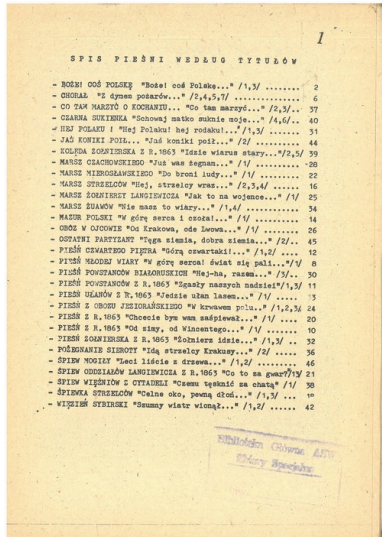 1
SPIS PIEŚNI WEDŁUG TYTUŁÓW
- BOŻE! COŚ POLSKĘ "Boże! coś Polskę..." /1,3/ ........ 2
- CHORAŁ "Z dymem pożarów..." /2,4,5,7/ .............. 6
- CO TAM MARZYĆ O KOCHANIU... "Co tam marzyć..." /2,3/.. 37
- CZARNA SUKIENKA "Schowaj matko suknie moje..." /4,6/.. 40
- HEJ POLAKU ! "Hej Polaku! hej rodaku!..." /1,3/ ...... 31
- JAŚ KONIKI POIŁ... "Jaś koniki poił..." /2/ .......... 44
- KOLĘDA ŻOŁNIERSKA Z R.1863 "Idzie wiarus stary..."/2,5/ 39
- MARSZ CZACHOWSKIEGO "Już was żegnam..." /1/ .......... 28
- MARSZ MIEROSŁAWSKIEGO "Do broni ludy..." /1/ ......... 22
- MARSZ STRZELCÓW "Hej, strzelcy wraz..." /2,3,4/ ...... 16
- MARSZ ŻOŁNIERZY LANGIEWICZA "Jak to na wojence..." /1/ 25
- MARSZ ŻUAWÓW "Nie masz to wiary..." /1,4/ ............ 34
- MAZUR POLSKI "W górę serca i czoła!..." /1/ .......... 14
- OBÓZ W OJCOWIE "Od Krakowa, ode Lwowa..." /1/ ........ 26
- OSTATNI PARTYZANT "Tęga ziemia, dobra ziemia..." /2/.. 45
- PIEŚŃ CZWARTEGO PIĘTRA "Górą czwartaki!..." /1,2/ .... 12
- PIEŚŃ MŁODEJ WIARY "W górę serca! świat się pali..."/1/ 8
- PIEŚŃ POWSTAŃCÓW BIAŁORUSKICH "Hej-ha, razem..." /3/.. 30
- PIEŚŃ POWSTAŃCÓW Z R.1863 "Zgasły naszych nadziei"/1,3/ 11
- PIEŚŃ UŁANÓW Z R.1863 "Jedzie ułan lasem..." /1/ ..... 3
- PIEŚŃ Z OBOZU JEZIORAŃSKIEGO "W krwawem polu.." /1,2,3/ 24
- PIEŚŃ Z R.1863 "Chcecie bym wam zaśpiewał..." /1/ .... 20
- PIEŚŃ Z R.1863 "Od zimy, od Wincentego..." /1/ ....... 10
- PIEŚŃ ŻOŁNIERSKA Z R.1863 "Żołnierz idzie..." /1,3/ .. 32
- POŻEGNANIE SIEROTY "Idą strzelcy Krakusy..." /2/ ..... 36
- ŚPIEW MOGIŁY "Leci liście z drzewa..." /1,2/ ......... 46
- ŚPIEW ODDZIAŁÓW LANGIEWICZA Z R.1863 "Co to za gwar?"/13/ 21
- ŚPIEW WIĘŹNIÓW Z CYTADELI "Czemu tęsknić za chatą" /1/ 38
- ŚPIEWKA STRZELCÓW "Celne oko, pewną dłoń..." /1,3/ ...
- WIĘZIEŃ SYBIRSKI "Szumny wiatr wionął..." /1,2/ ...... 42
Biblioteka Główna
Zbiory Specjalne